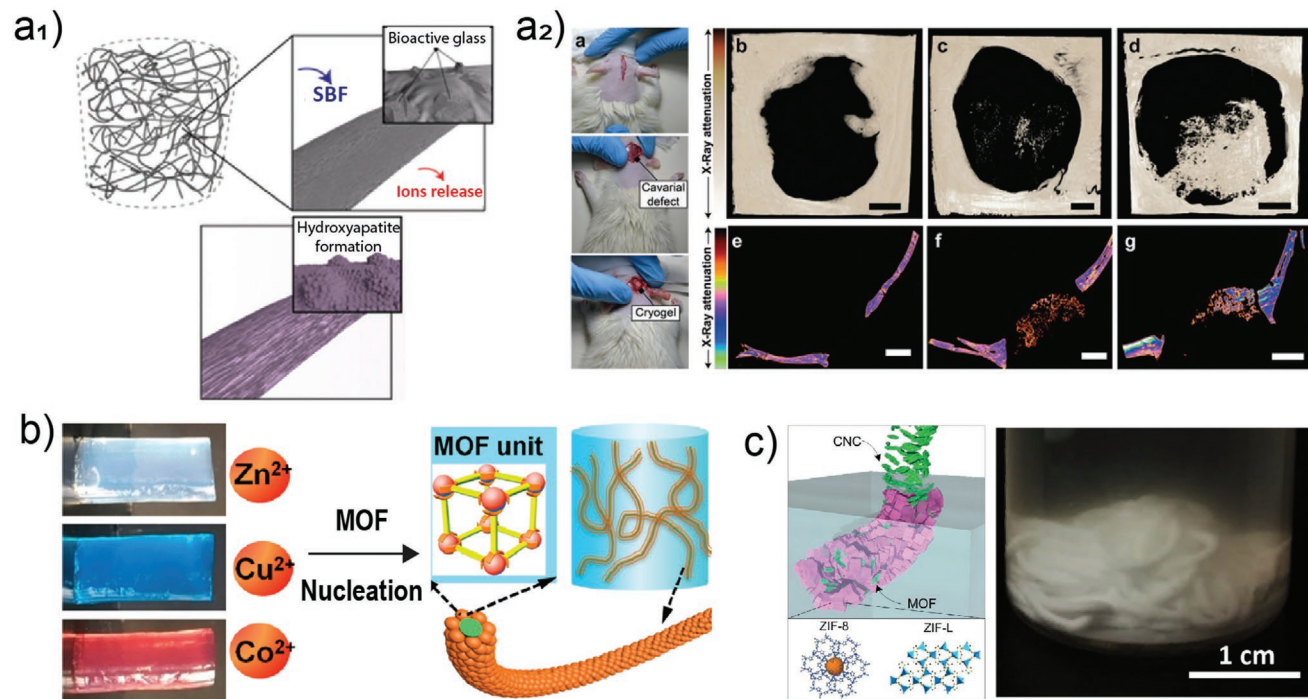 a₁)
Bioactive glass
SBF
Ions release
Hydroxyapatite
formation
a₂)
a
Cavarial
defect
Cryogel
X-Ray attenuation
b
c
d
X-Ray attenuation
e
f
g
b)
Zn²⁺
Cu²⁺
Co²⁺
MOF
Nucleation
MOF unit
c)
CNC
MOF
ZIF-8
ZIF-L
1 cm